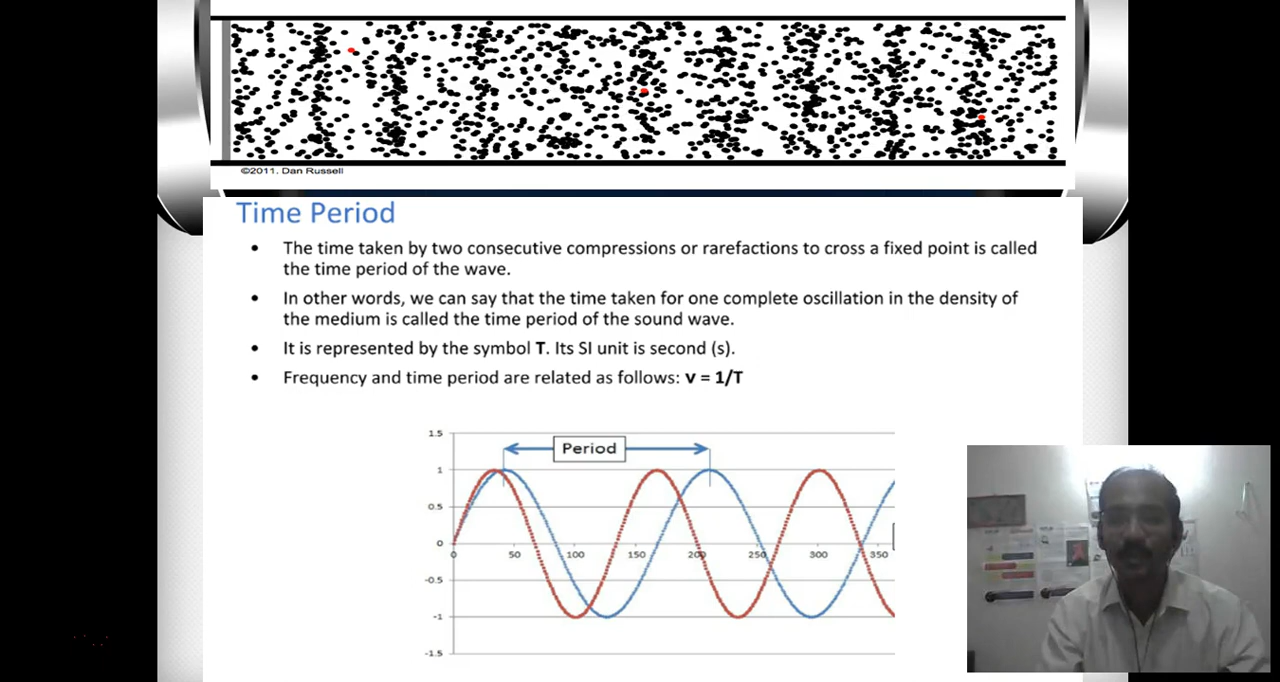 ©2011. Dan Russell
Time Period
• The time taken by two consecutive compressions or rarefactions to cross a fixed point is called
the time period of the wave.
• In other words, we can say that the time taken for one complete oscillation in the density of
the medium is called the time period of the sound wave.
• It is represented by the symbol T. Its SI unit is second (s).
• Frequency and time period are related as follows: ν = 1/T
1.5
Period
1
0.5
0
0 50 100 150 200 250 300 350
-0.5
-1
-1.5